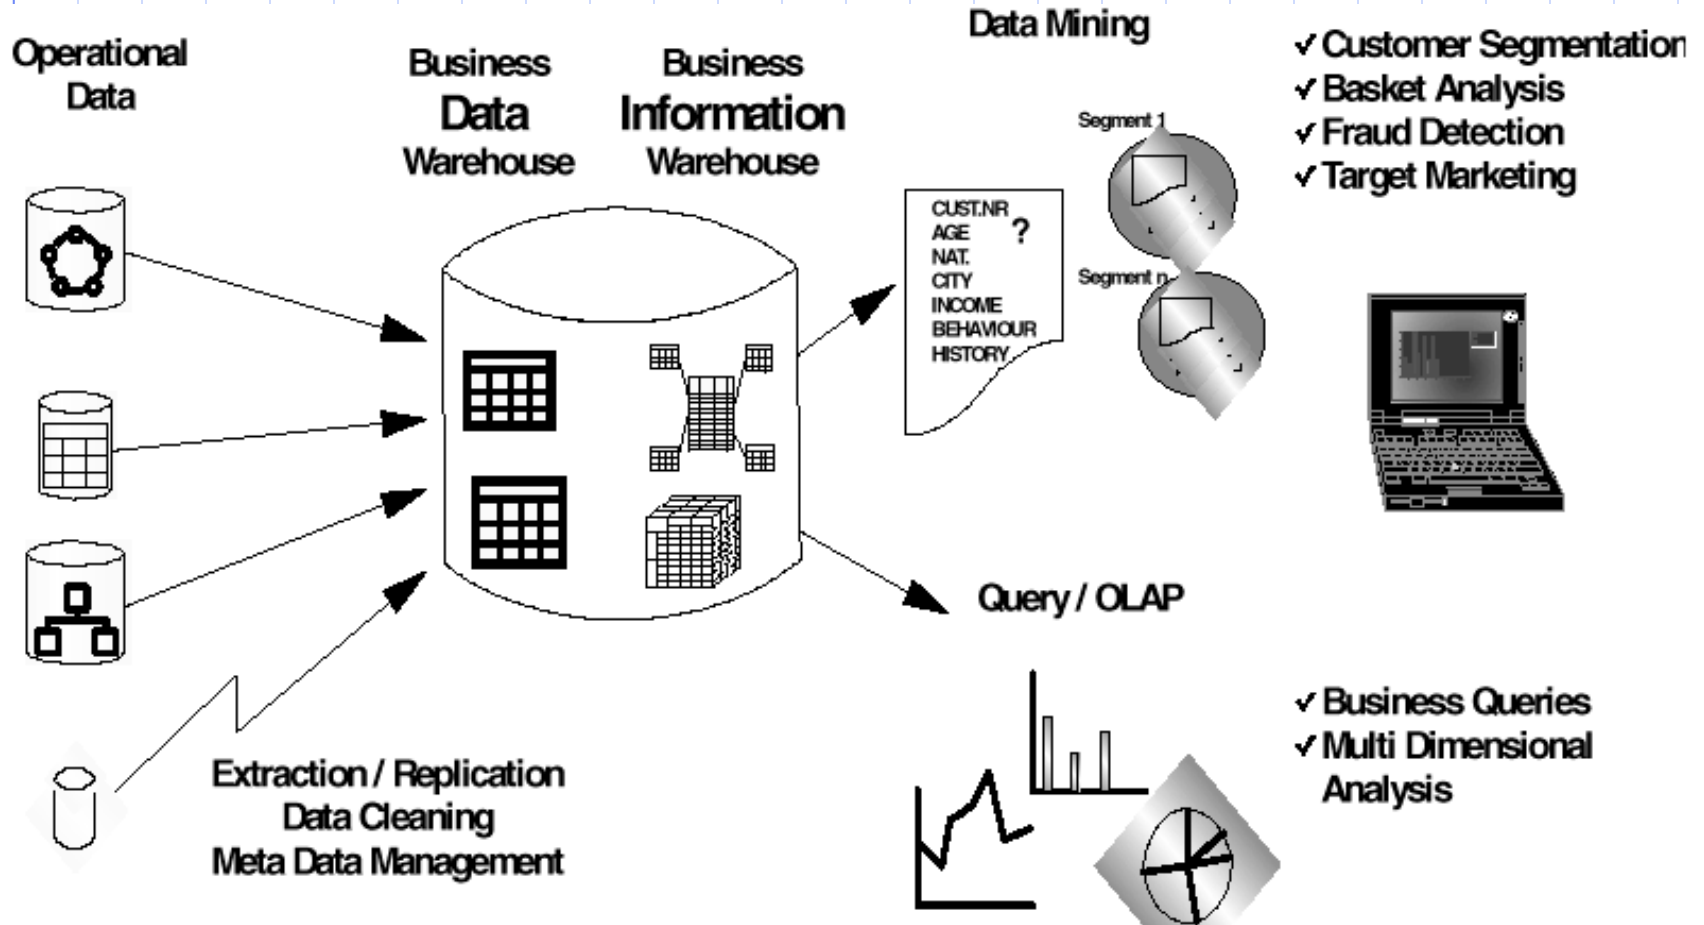 Operational
Data
Business
Data
Warehouse
Business
Information
Warehouse
Data Mining
✓ Customer Segmentation
✓ Basket Analysis
✓ Fraud Detection
✓ Target Marketing
Segment 1
CUST.NR
AGE ?
NAT.
CITY
INCOME
BEHAVIOUR
HISTORY
Segment n
Query / OLAP
✓ Business Queries
✓ Multi Dimensional
Analysis
Extraction / Replication
Data Cleaning
Meta Data Management